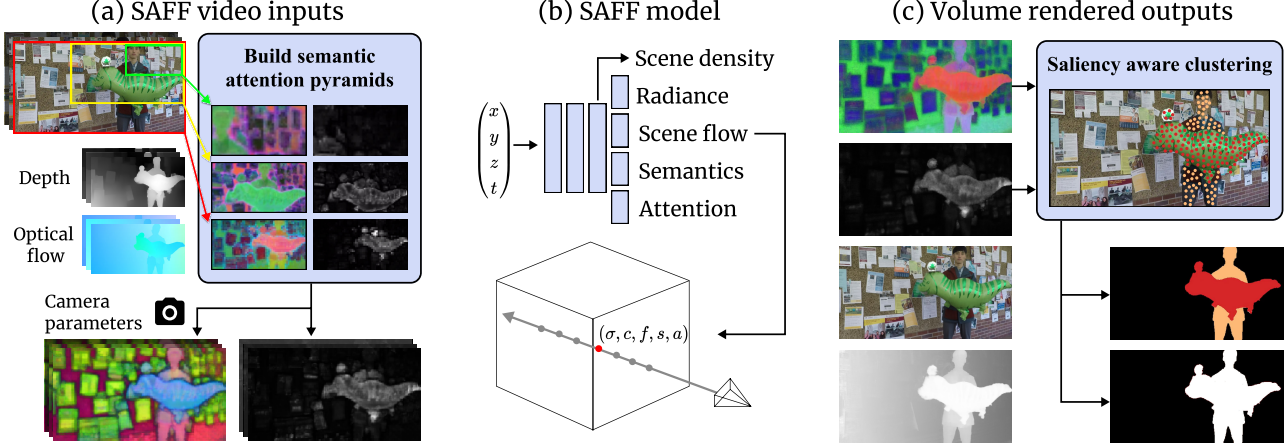 (a) SAFF video inputs
Build semantic
attention pyramids
Depth
Optical
flow
Camera
parameters
(b) SAFF model
Scene density
Radiance
Scene flow
Semantics
Attention
x
y
z
t
(σ, c, f, s, a)
(c) Volume rendered outputs
Saliency aware clustering